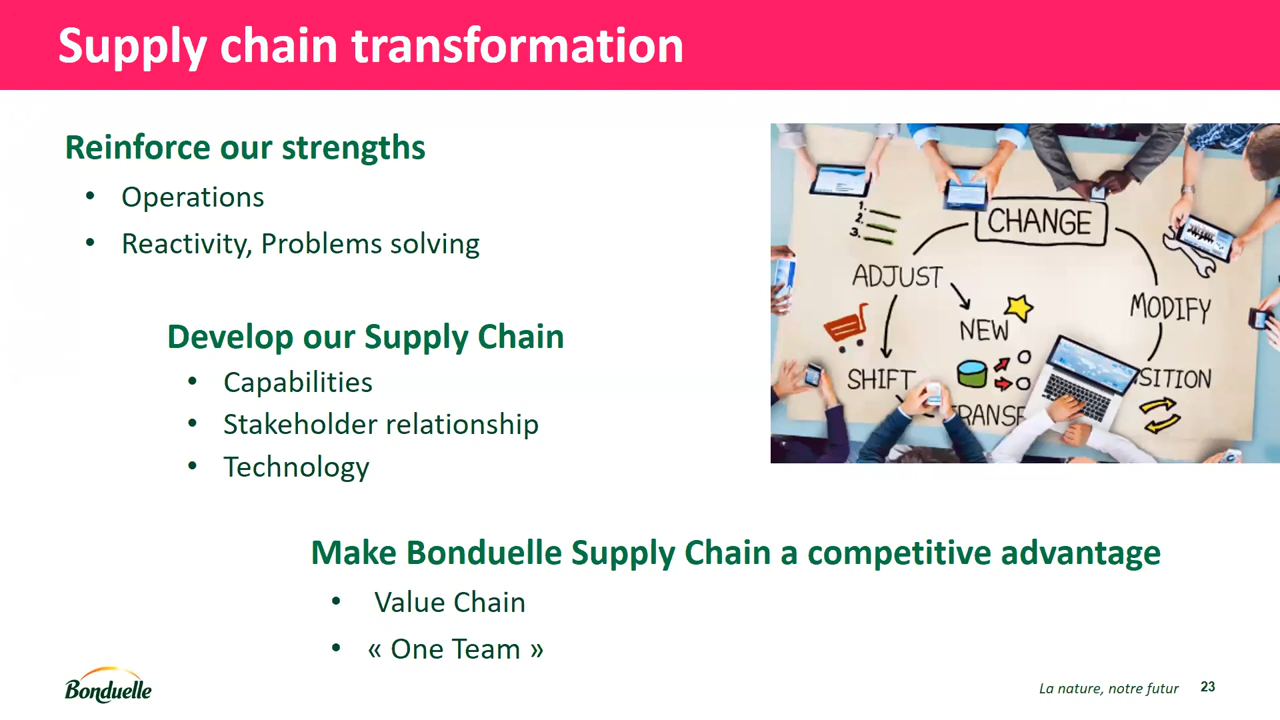 Supply chain transformation
Reinforce our strengths
• Operations
• Reactivity, Problems solving
Develop our Supply Chain
• Capabilities
• Stakeholder relationship
• Technology
1.
2.
3.
CHANGE
ADJUST
MODIFY
NEW
SHIFT
SITION
TRANSF
Make Bonduelle Supply Chain a competitive advantage
• Value Chain
• « One Team »
Bonduelle
La nature, notre futur 23